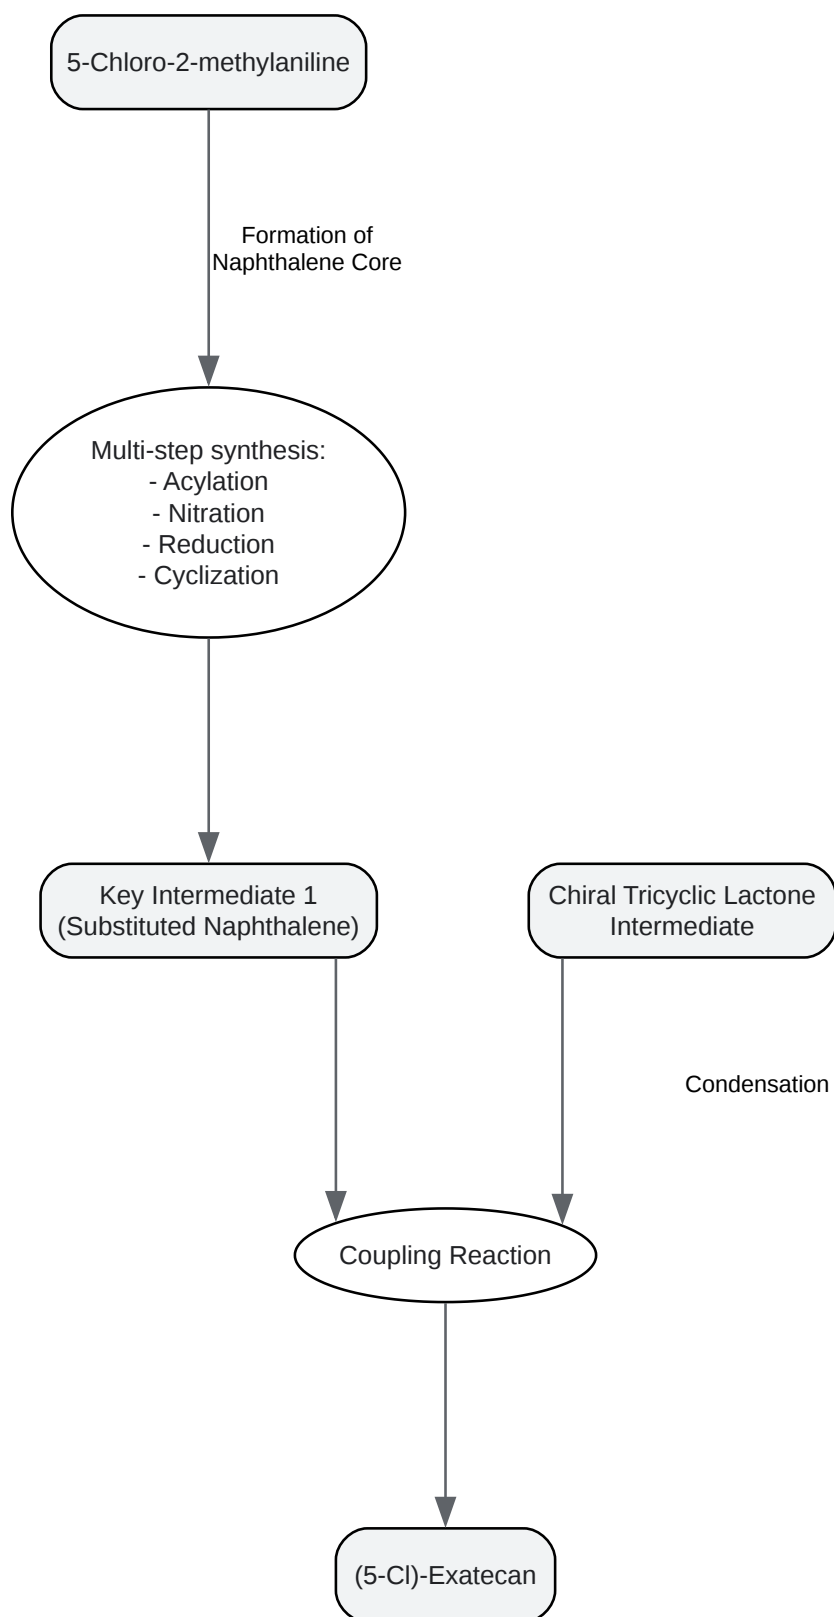 5-Chloro-2-methylaniline
Formation of
Naphthalene Core
Multi-step synthesis:
- Acylation
- Nitration
- Reduction
- Cyclization
Key Intermediate 1
(Substituted Naphthalene)
Chiral Tricyclic Lactone
Intermediate
Condensation
Coupling Reaction
(5-Cl)-Exatecan